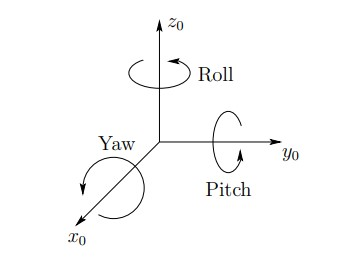 z₀
Roll
Yaw
y₀
Pitch
x₀